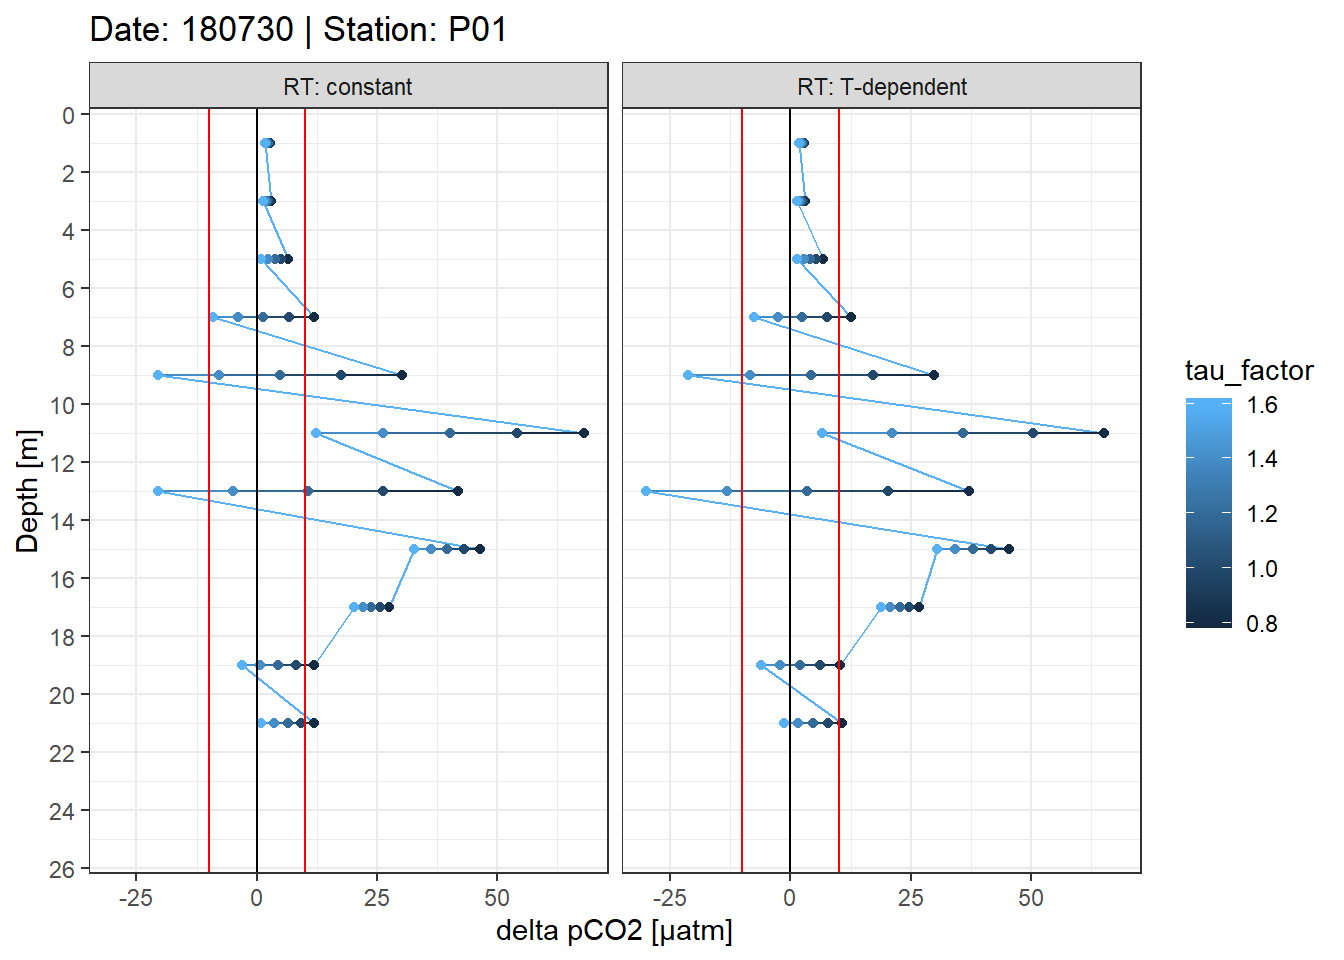 Date: 180730 | Station: P01
RT: constant
RT: T-dependent
0
2
4
6
8
10
12
14
16
18
20
22
24
26
Depth [m]
-25 0 25 50
-25 0 25 50
delta pCO2 [µatm]
tau_factor
1.6
1.4
1.2
1.0
0.8